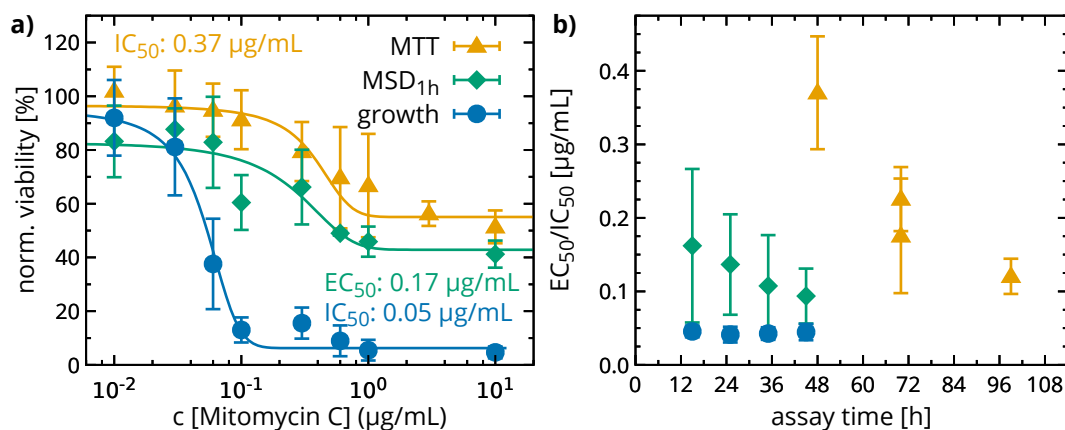 a)
norm. viability [%]
120
100
80
60
40
20
0
IC50: 0.37 µg/mL
MTT
MSD1h
growth
EC50: 0.17 µg/mL
IC50: 0.05 µg/mL
10⁻² 10⁻¹ 10⁰ 10¹
c [Mitomycin C] (µg/mL)
b)
EC50/IC50 [µg/mL]
0.4
0.3
0.2
0.1
0.0
0 12 24 36 48 60 72 84 96 108
assay time [h]